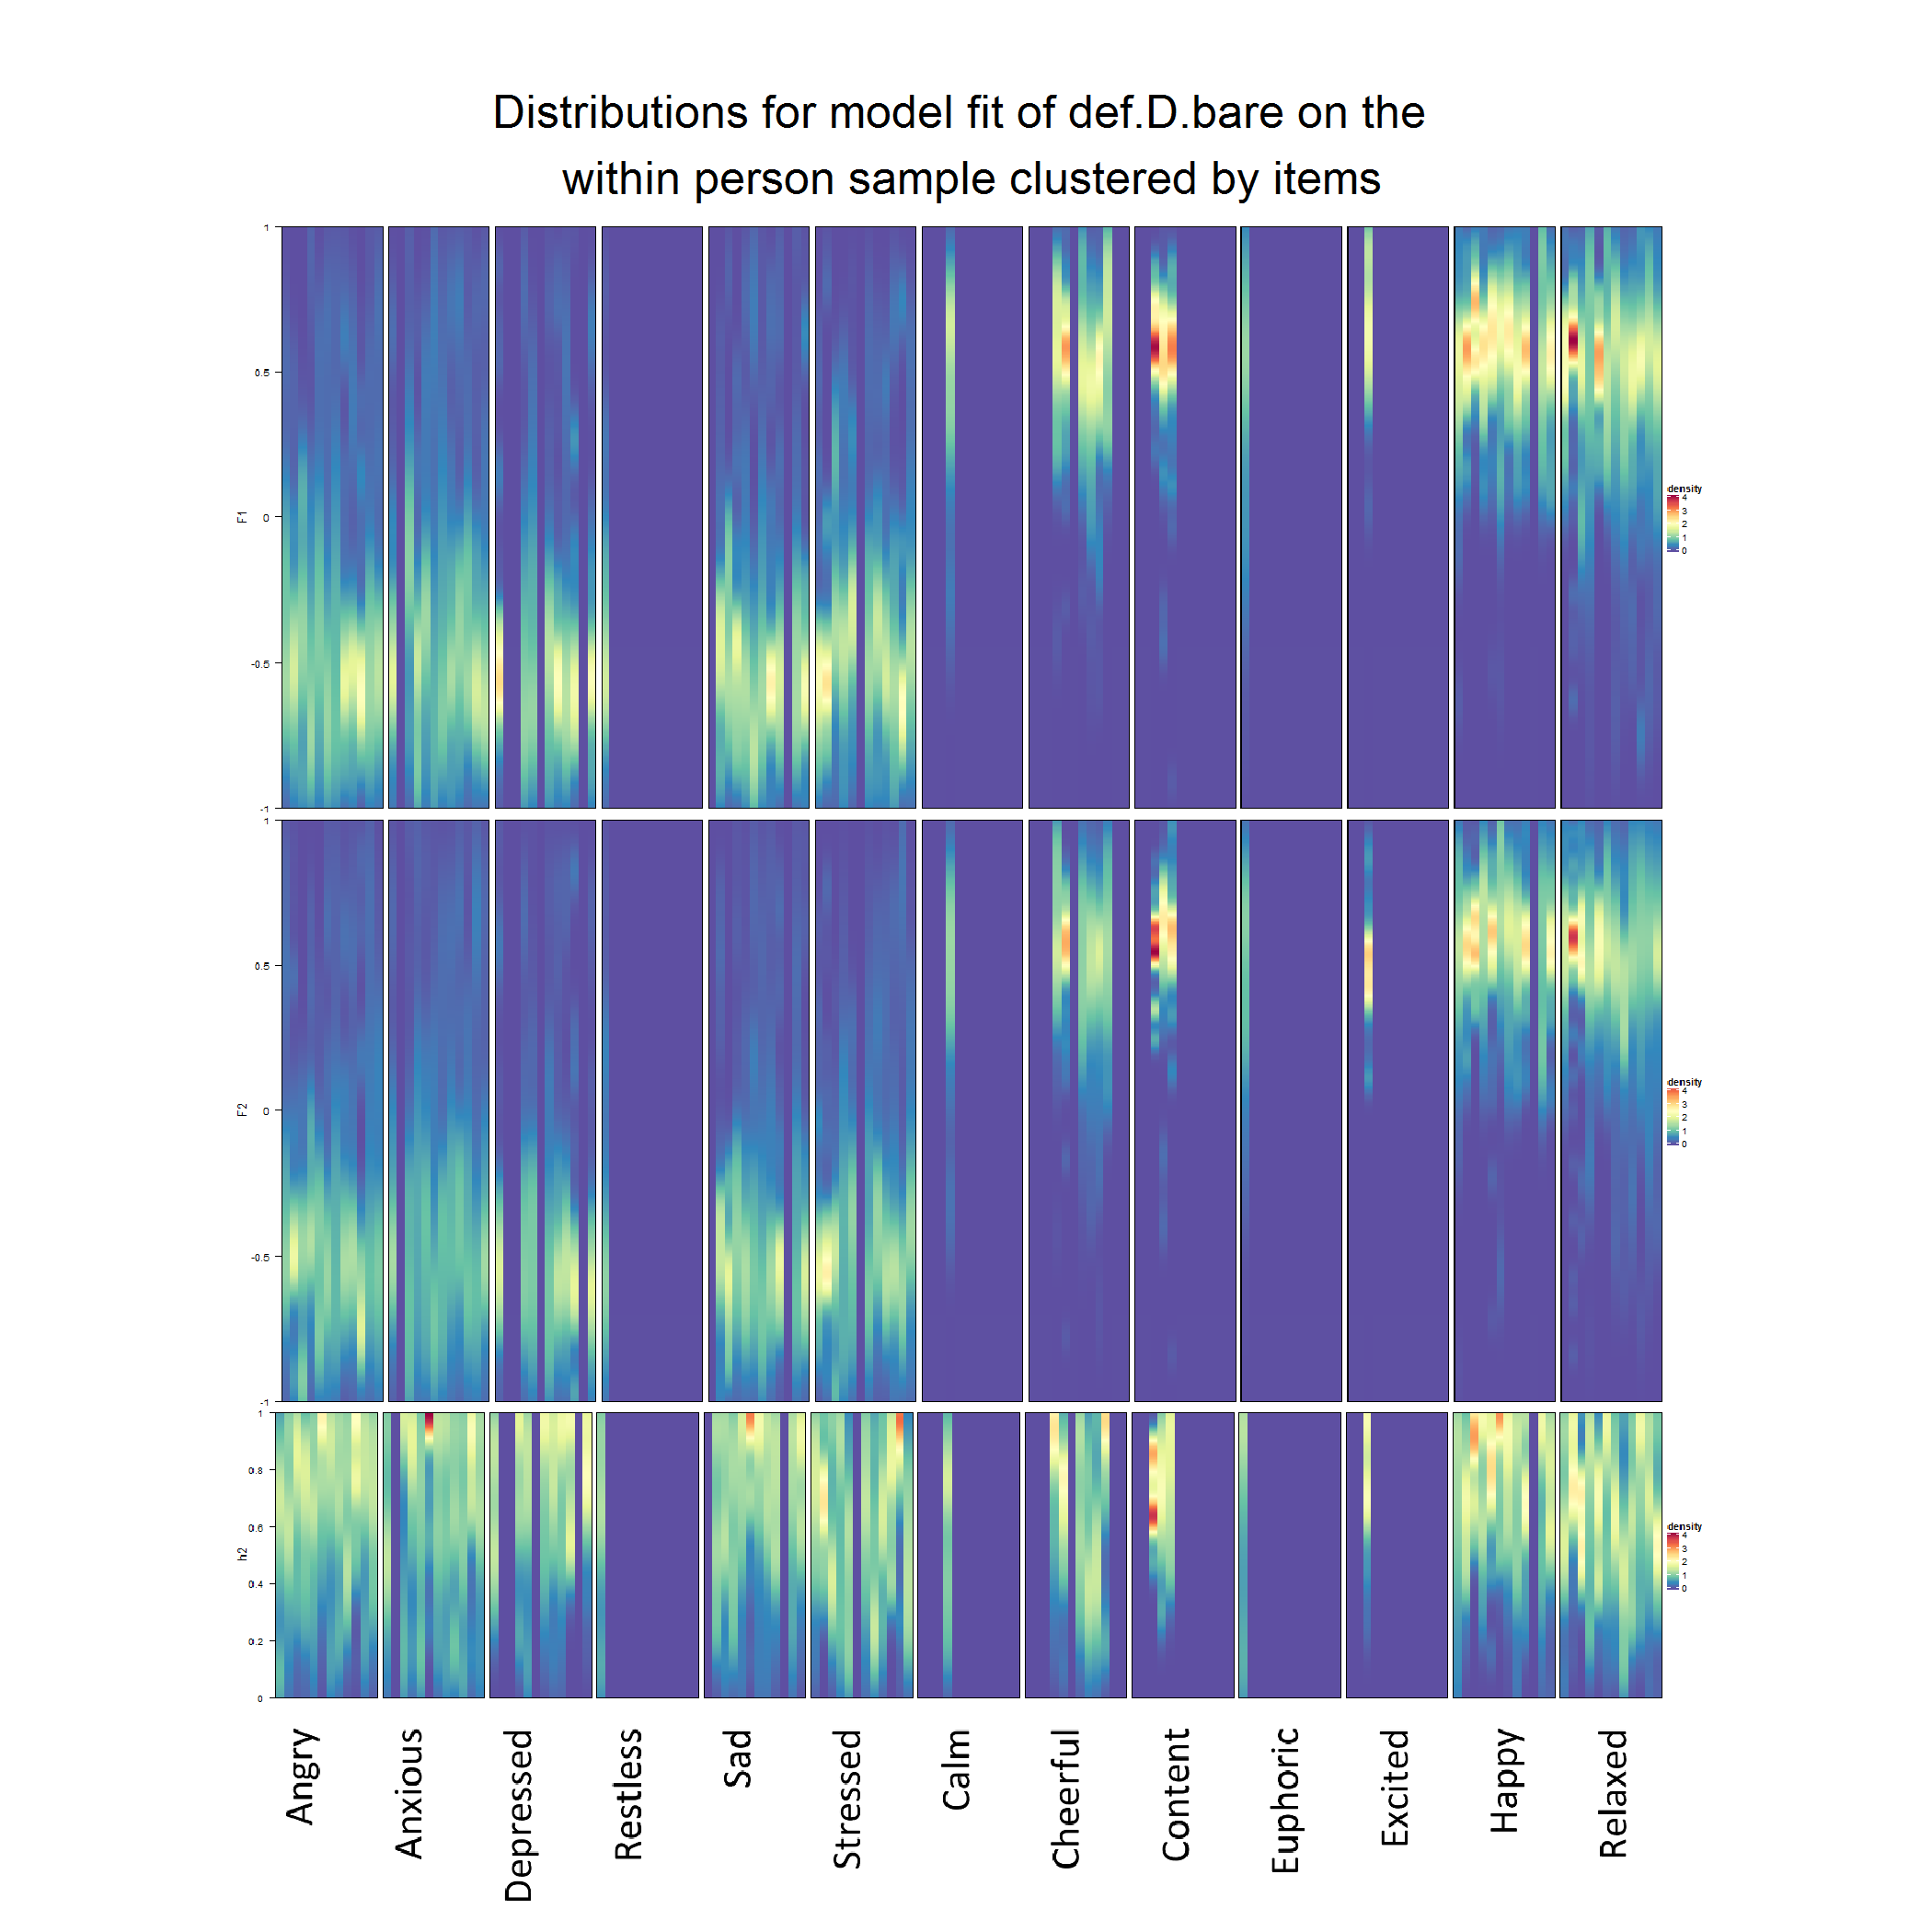 Distributions for model fit of def.D.bare on the
within person sample clustered by items
1
0.5
F1
0
-0.5
-1
density
4
3
2
1
0
1
0.5
F2
0
-0.5
-1
density
4
3
2
1
0
1
0.8
0.6
h2
0.4
0.2
0
density
4
3
2
1
0
Angry
Anxious
Depressed
Restless
Sad
Stressed
Calm
Cheerful
Content
Euphoric
Excited
Happy
Relaxed